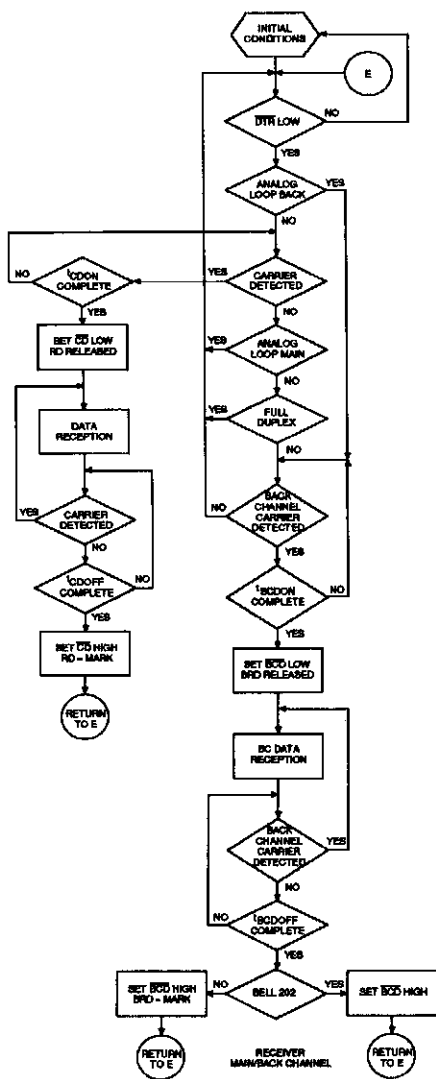 INITIAL
CONDITIONS
E
DTR LOW
NO
YES
ANALOG
LOOP BACK
YES
NO
NO
tCDON
COMPLETE
YES
CARRIER
DETECTED
YES
NO
SET CD LOW
RD RELEASED
YES
ANALOG
LOOP MAIN
NO
DATA
RECEPTION
YES
FULL
DUPLEX
NO
YES
CARRIER
DETECTED
NO
NO
BACK
CHANNEL
CARRIER
DETECTED
YES
tCDOFF
COMPLETE
NO
YES
tBCDON
COMPLETE
NO
YES
SET CD HIGH
RD = MARK
SET BCD LOW
BRD RELEASED
RETURN
TO E
BC DATA
RECEPTION
BACK
CHANNEL
CARRIER
DETECTED
YES
NO
NO
tBCDOFF
COMPLETE
YES
SET BCD HIGH
BRD = MARK
NO
BELL 202
YES
SET BCD HIGH
RETURN
TO E
RECEIVER
MAIN/BACK CHANNEL
RETURN
TO E